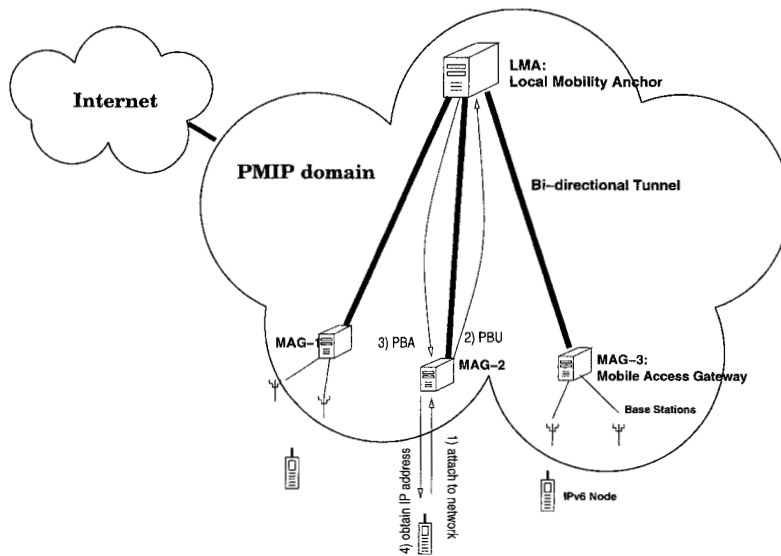 LMA:
Local Mobility Anchor
Internet
PMIP domain
Bi-directional Tunnel
MAG-1
3) PBA
2) PBU
MAG-2
MAG-3:
Mobile Access Gateway
Base Stations
4) obtain IP address
1) attach to network
IPv6 Node